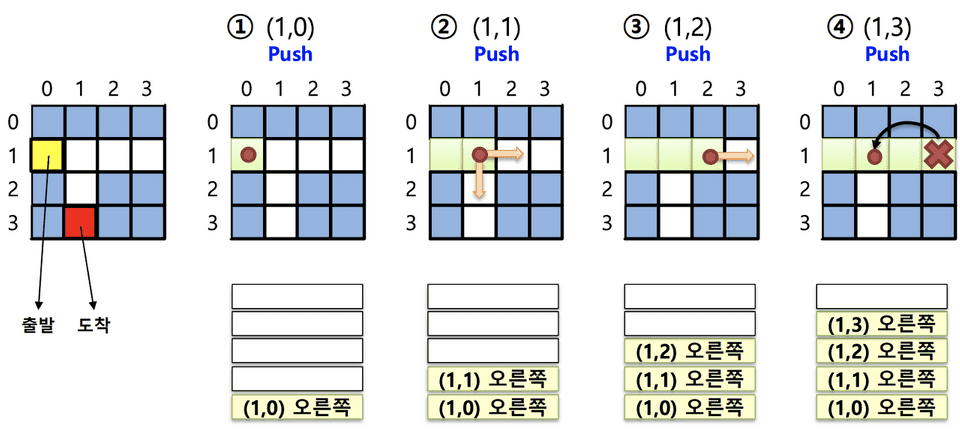 ① (1,0)
Push
② (1,1)
Push
③ (1,2)
Push
④ (1,3)
Push
0 1 2 3
0
1
2
3
출발 도착
0 1 2 3
0
1
2
3
(1,0) 오른쪽
0 1 2 3
0
1
2
3
(1,1) 오른쪽
(1,0) 오른쪽
0 1 2 3
0
1
2
3
(1,2) 오른쪽
(1,1) 오른쪽
(1,0) 오른쪽
0 1 2 3
0
1
2
3
(1,3) 오른쪽
(1,2) 오른쪽
(1,1) 오른쪽
(1,0) 오른쪽